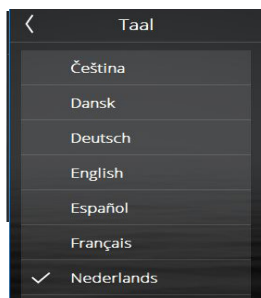 Taal
Čeština
Dansk
Deutsch
English
Español
Français
Nederlands